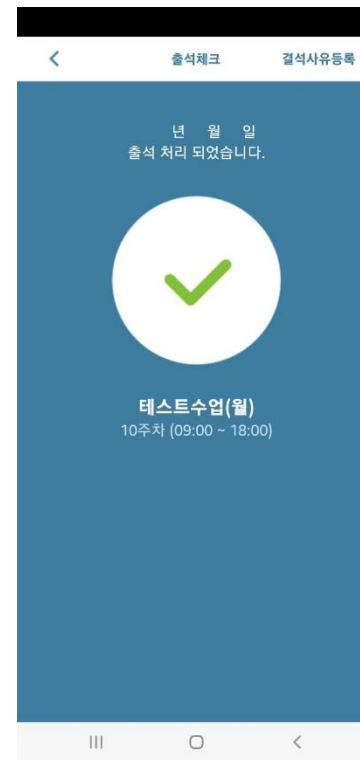 출석체크 결석사유등록
년 월 일
출석 처리 되었습니다.
테스트수업(월)
10주차 (09:00 ~ 18:00)